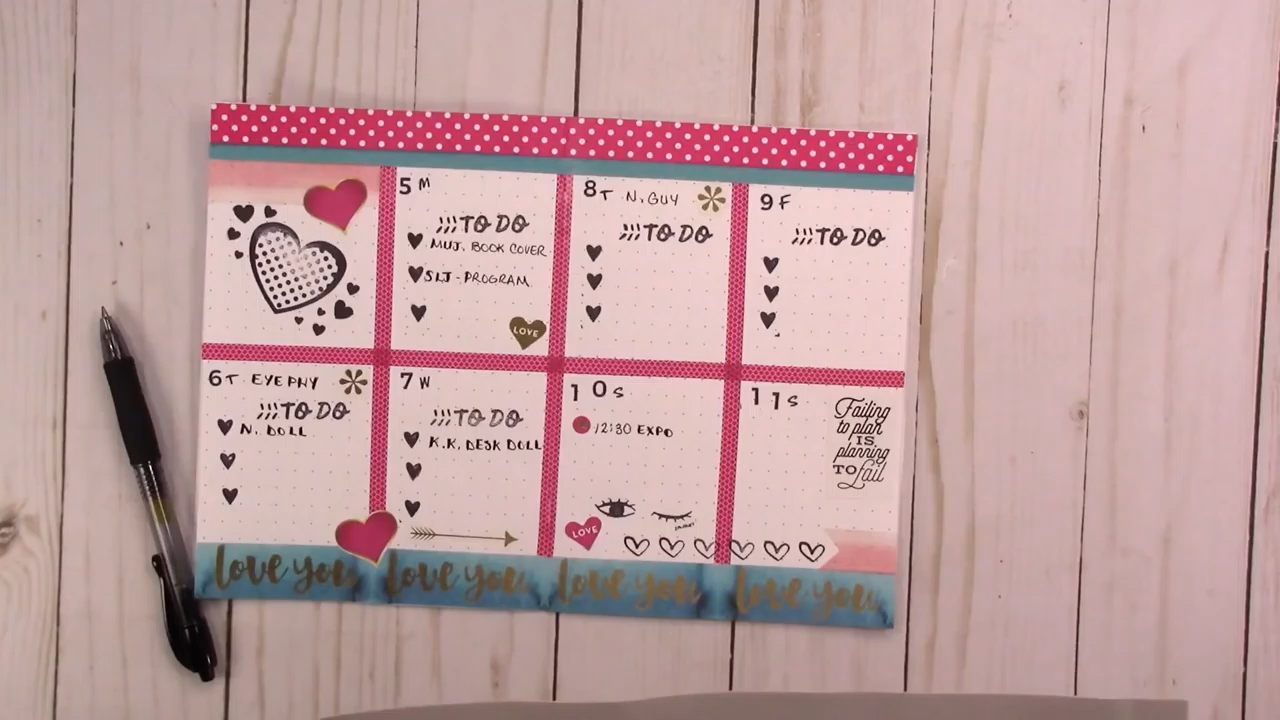 5 M
TO DO
MUJ. BOOK COVER
SLJ - PROGRAM
LOVE
8 T N. GUY
TO DO
9 F
TO DO
6 T EYE PHY
TO DO
N. DOLL
7 W
TO DO
K.K. DESK DOLL
10 S
12:30 EXPO
LOVE
11 S
Failing
to plan
IS
planning
TO Fail
love you love you love you love you